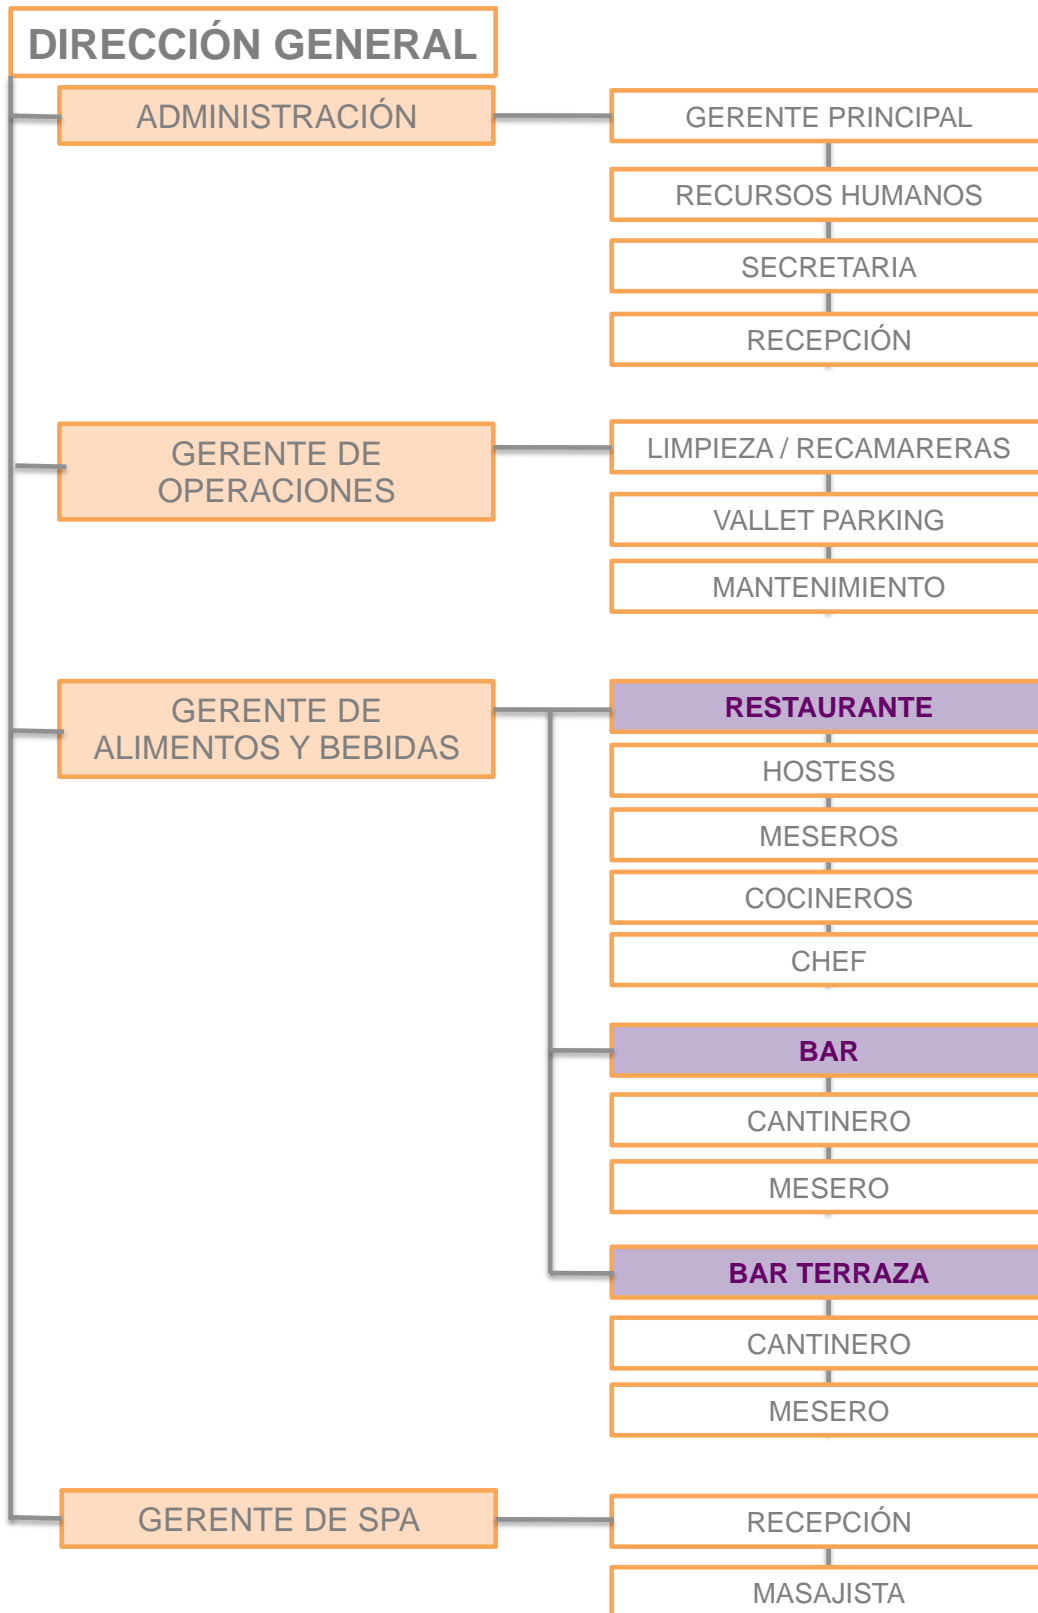 DIRECCIÓN GENERAL
ADMINISTRACIÓN
GERENTE PRINCIPAL
RECURSOS HUMANOS
SECRETARIA
RECEPCIÓN
GERENTE DE
OPERACIONES
LIMPIEZA / RECAMARERAS
VALLET PARKING
MANTENIMIENTO
GERENTE DE
ALIMENTOS Y BEBIDAS
RESTAURANTE
HOSTESS
MESEROS
COCINEROS
CHEF
BAR
CANTINERO
MESERO
BAR TERRAZA
CANTINERO
MESERO
GERENTE DE SPA
RECEPCIÓN
MASAJISTA